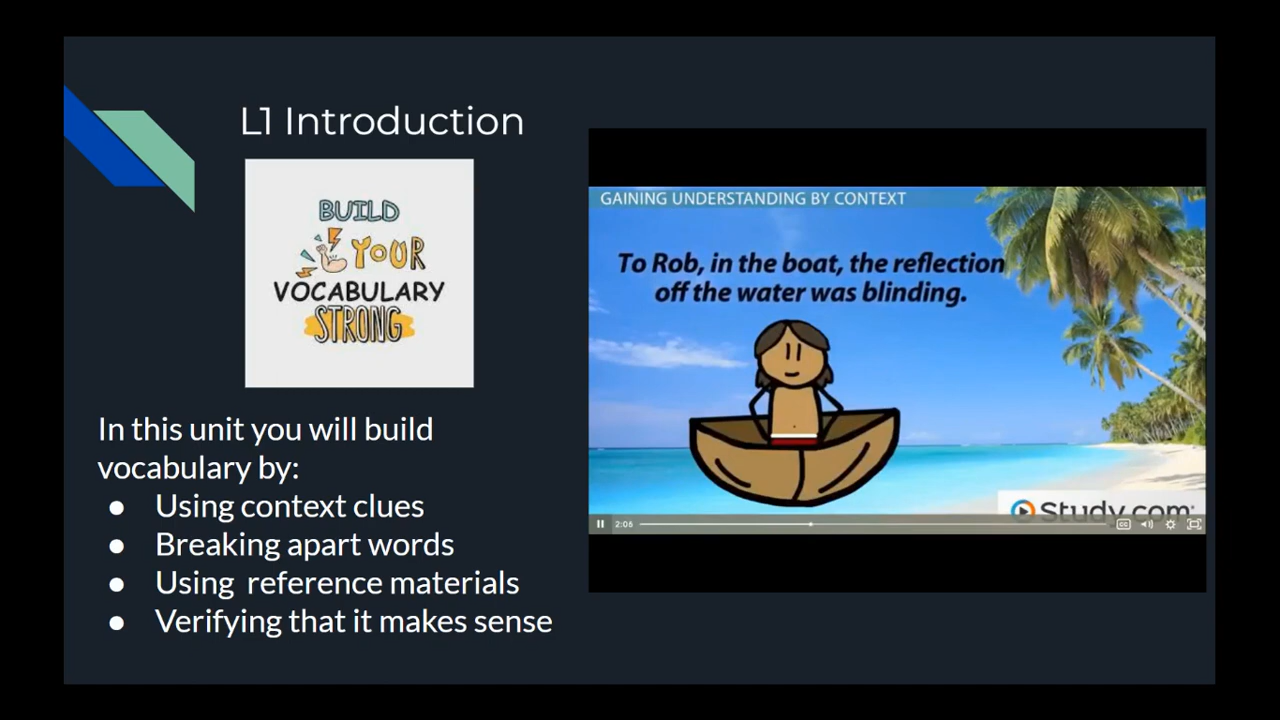 L1 Introduction
BUILD
YOUR
VOCABULARY
STRONG
In this unit you will build
vocabulary by:
● Using context clues
● Breaking apart words
● Using reference materials
● Verifying that it makes sense
GAINING UNDERSTANDING BY CONTEXT
To Rob, in the boat, the reflection
off the water was blinding.
Study.com
2:06
CC